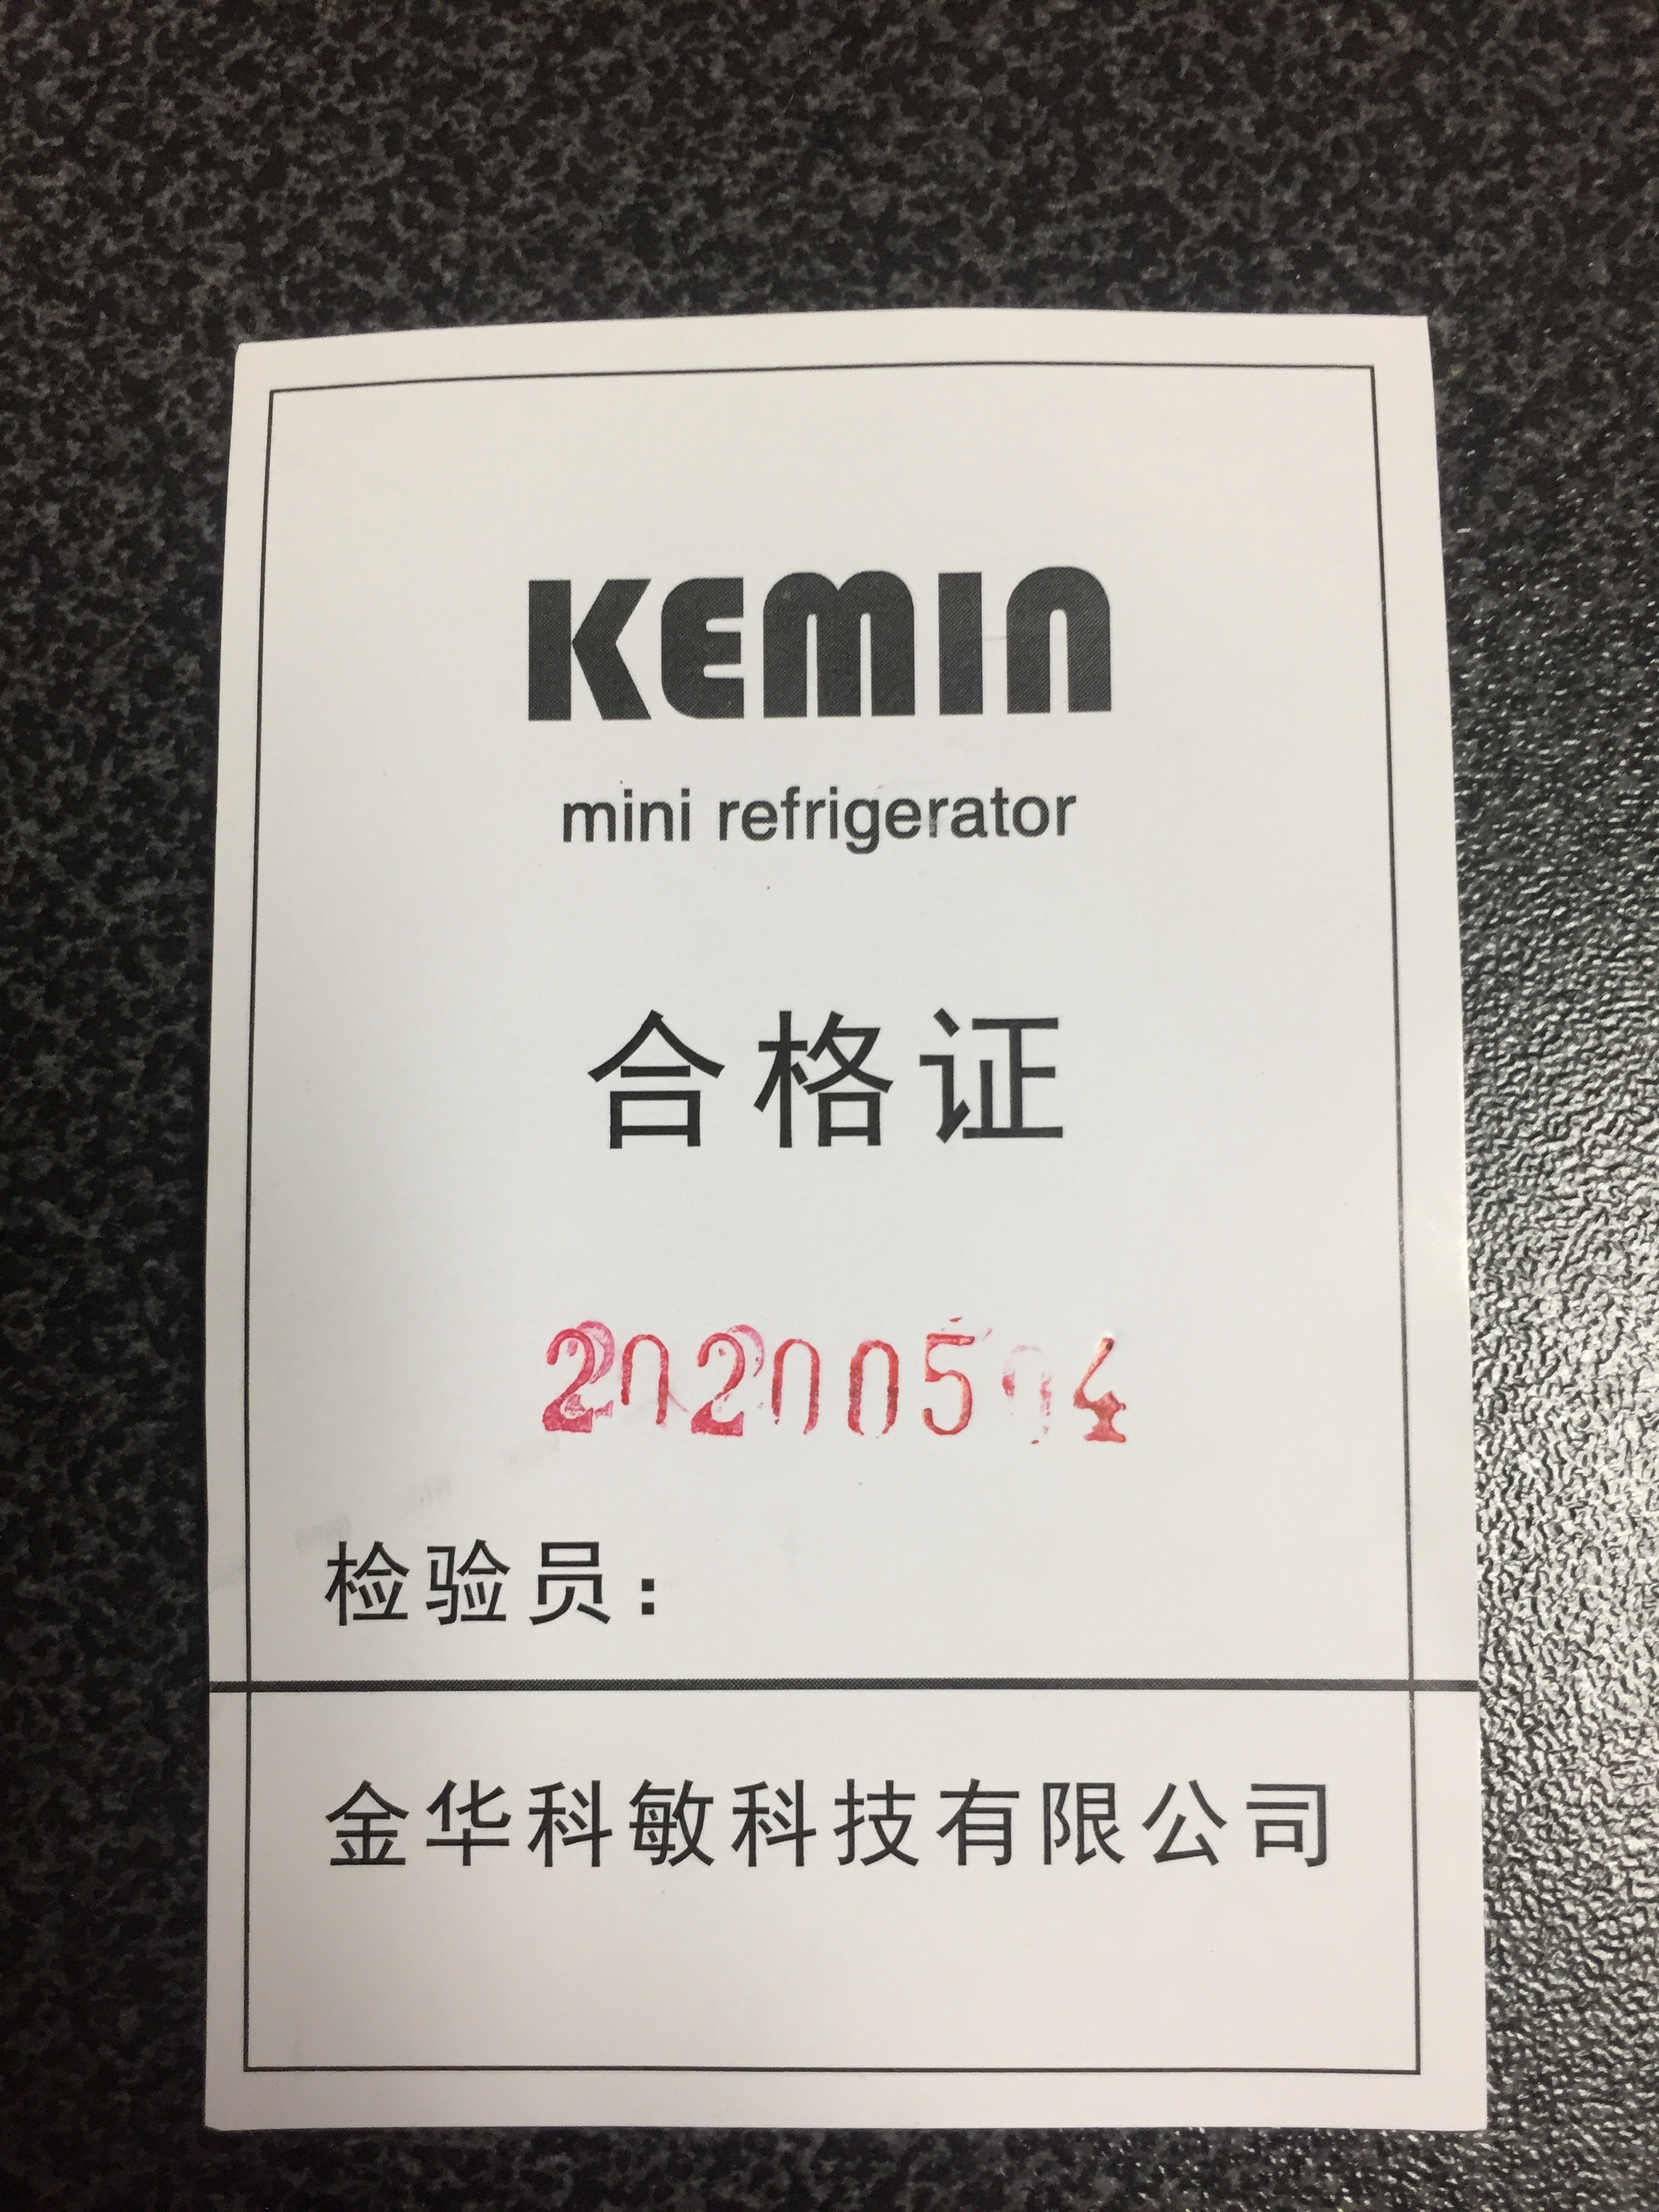 KEMIN
mini refrigerator
合格证
20200504
检验员：
金华科敏科技有限公司